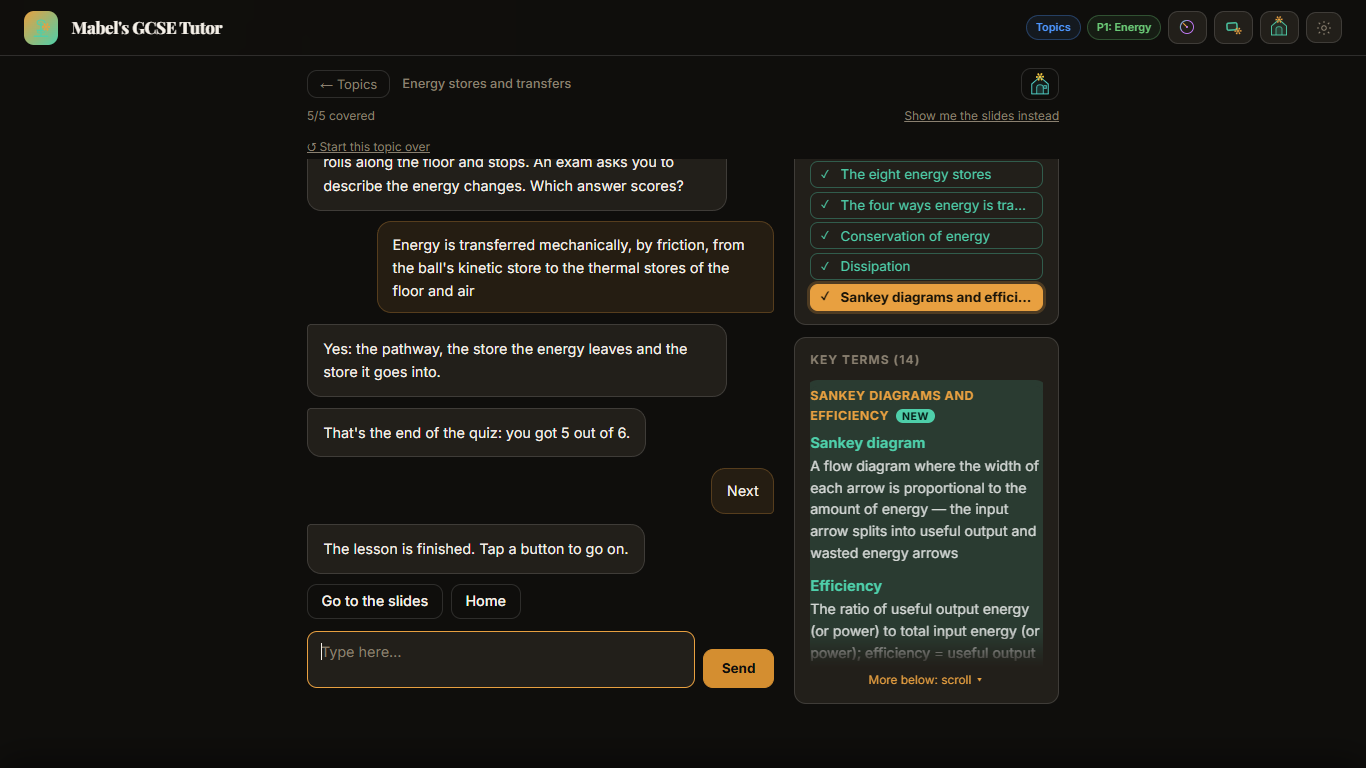 Mabel's GCSE Tutor
Topics
P1: Energy
← Topics
Energy stores and transfers
5/5 covered
Show me the slides instead
↺ Start this topic over
rolls along the floor and stops. An exam asks you to
describe the energy changes. Which answer scores?
Energy is transferred mechanically, by friction, from
the ball's kinetic store to the thermal stores of the
floor and air
Yes: the pathway, the store the energy leaves and the
store it goes into.
That's the end of the quiz: you got 5 out of 6.
Next
The lesson is finished. Tap a button to go on.
Go to the slides
Home
Type here...
Send
✓ The eight energy stores
✓ The four ways energy is tra...
✓ Conservation of energy
✓ Dissipation
✓ Sankey diagrams and effici...
KEY TERMS (14)
SANKEY DIAGRAMS AND
EFFICIENCY NEW
Sankey diagram
A flow diagram where the width of
each arrow is proportional to the
amount of energy — the input
arrow splits into useful output and
wasted energy arrows
Efficiency
The ratio of useful output energy
(or power) to total input energy (or
power); efficiency = useful output
More below: scroll ▾